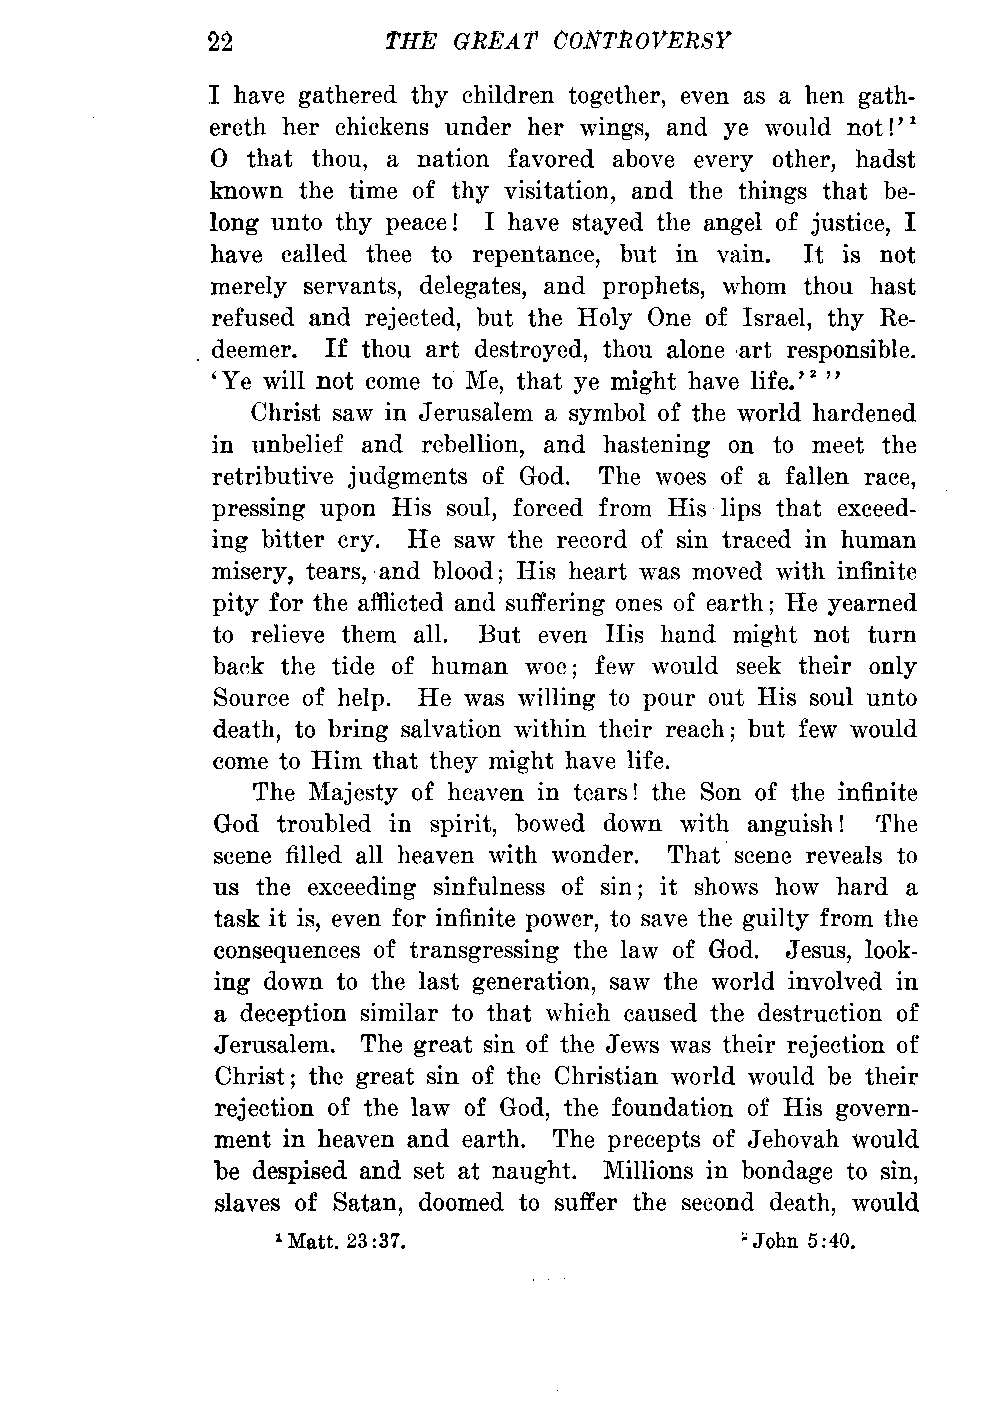 22 THE GREAT CONTROVERSY
I have gathered thy children together, even as a hen gath-
ereth her chickens under her wings, and ye would not!’¹
O that thou, a nation favored above every other, hadst
known the time of thy visitation, and the things that be-
long unto thy peace! I have stayed the angel of justice, I
have called thee to repentance, but in vain. It is not
merely servants, delegates, and prophets, whom thou hast
refused and rejected, but the Holy One of Israel, thy Re-
deemer. If thou art destroyed, thou alone art responsible.
‘Ye will not come to Me, that ye might have life.’² ”
Christ saw in Jerusalem a symbol of the world hardened
in unbelief and rebellion, and hastening on to meet the
retributive judgments of God. The woes of a fallen race,
pressing upon His soul, forced from His lips that exceed-
ing bitter cry. He saw the record of sin traced in human
misery, tears, and blood; His heart was moved with infinite
pity for the afflicted and suffering ones of earth; He yearned
to relieve them all. But even His hand might not turn
back the tide of human woe; few would seek their only
Source of help. He was willing to pour out His soul unto
death, to bring salvation within their reach; but few would
come to Him that they might have life.
The Majesty of heaven in tears! the Son of the infinite
God troubled in spirit, bowed down with anguish! The
scene filled all heaven with wonder. That scene reveals to
us the exceeding sinfulness of sin; it shows how hard a
task it is, even for infinite power, to save the guilty from the
consequences of transgressing the law of God. Jesus, look-
ing down to the last generation, saw the world involved in
a deception similar to that which caused the destruction of
Jerusalem. The great sin of the Jews was their rejection of
Christ; the great sin of the Christian world would be their
rejection of the law of God, the foundation of His govern-
ment in heaven and earth. The precepts of Jehovah would
be despised and set at naught. Millions in bondage to sin,
slaves of Satan, doomed to suffer the second death, would
¹ Matt. 23:37. ² John 5:40.